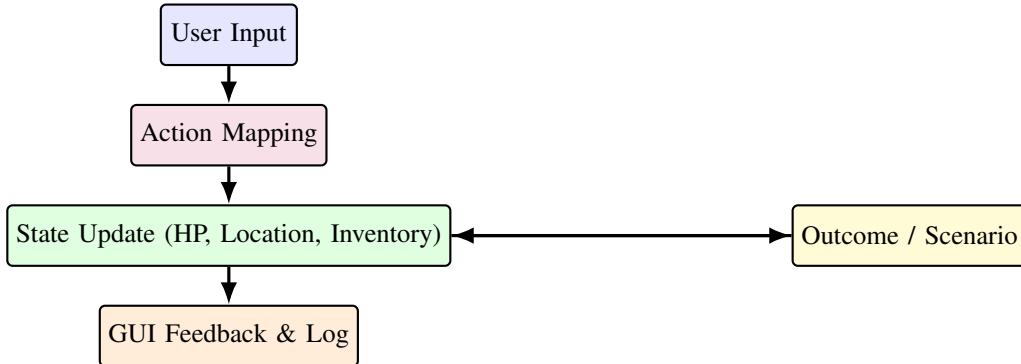 User Input
Action Mapping
State Update (HP, Location, Inventory)
Outcome / Scenario
GUI Feedback & Log